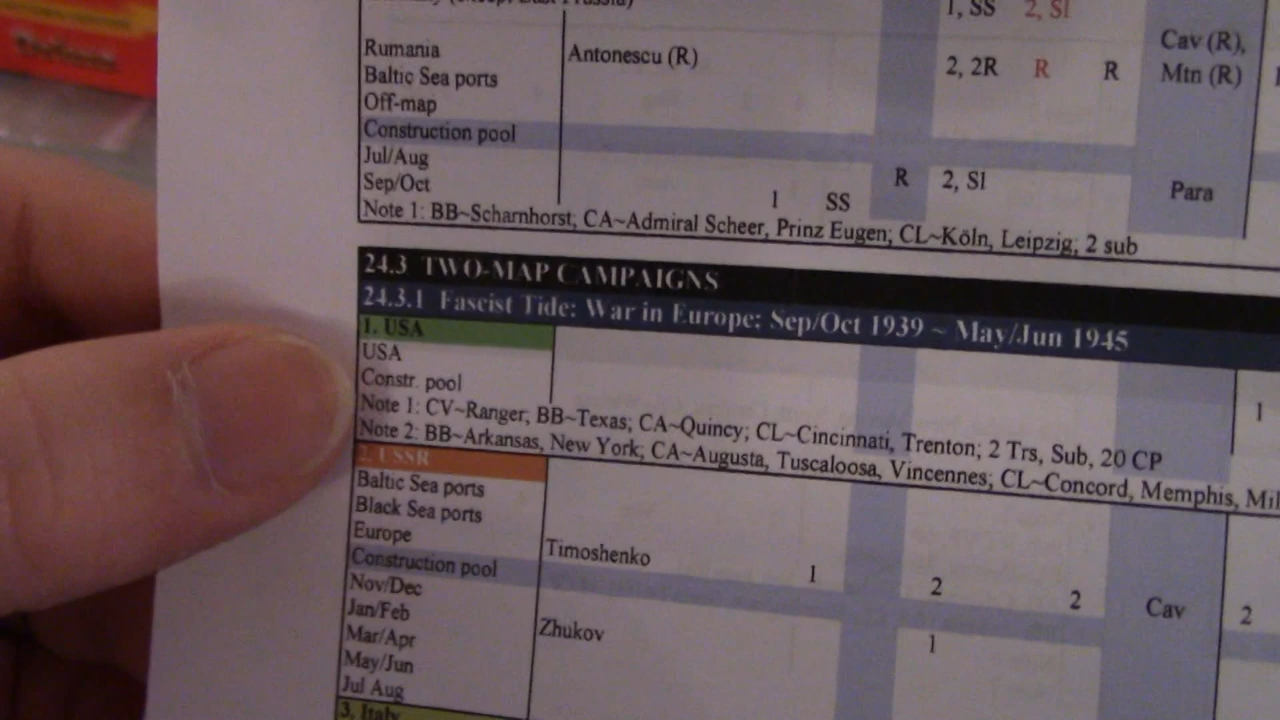 1, SS 2, SI
Rumania Antonescu (R) 2, 2R R R Cav (R),
Baltic Sea ports Mtn (R)
Off-map
Construction pool
Jul/Aug R 2, SI Para
Sep/Oct 1 SS
Note 1: BB~Scharnhorst; CA~Admiral Scheer, Prinz Eugen; CL~Köln, Leipzig; 2 sub
24.3 TWO-MAP CAMPAIGNS
24.3.1 Fascist Tide: War in Europe: Sep/Oct 1939 ~ May/Jun 1945
1. USA
USA
Constr. pool 1
Note 1: CV~Ranger; BB~Texas; CA~Quincy; CL~Cincinnati, Trenton; 2 Trs, Sub, 20 CP
Note 2: BB~Arkansas, New York; CA~Augusta, Tuscaloosa, Vincennes; CL~Concord, Memphis, Mil
2. USSR
Baltic Sea ports
Black Sea ports
Europe Timoshenko 1 2 2 Cav 2
Construction pool
Nov/Dec
Jan/Feb Zhukov 1
Mar/Apr
May/Jun
Jul Aug
3. Italy